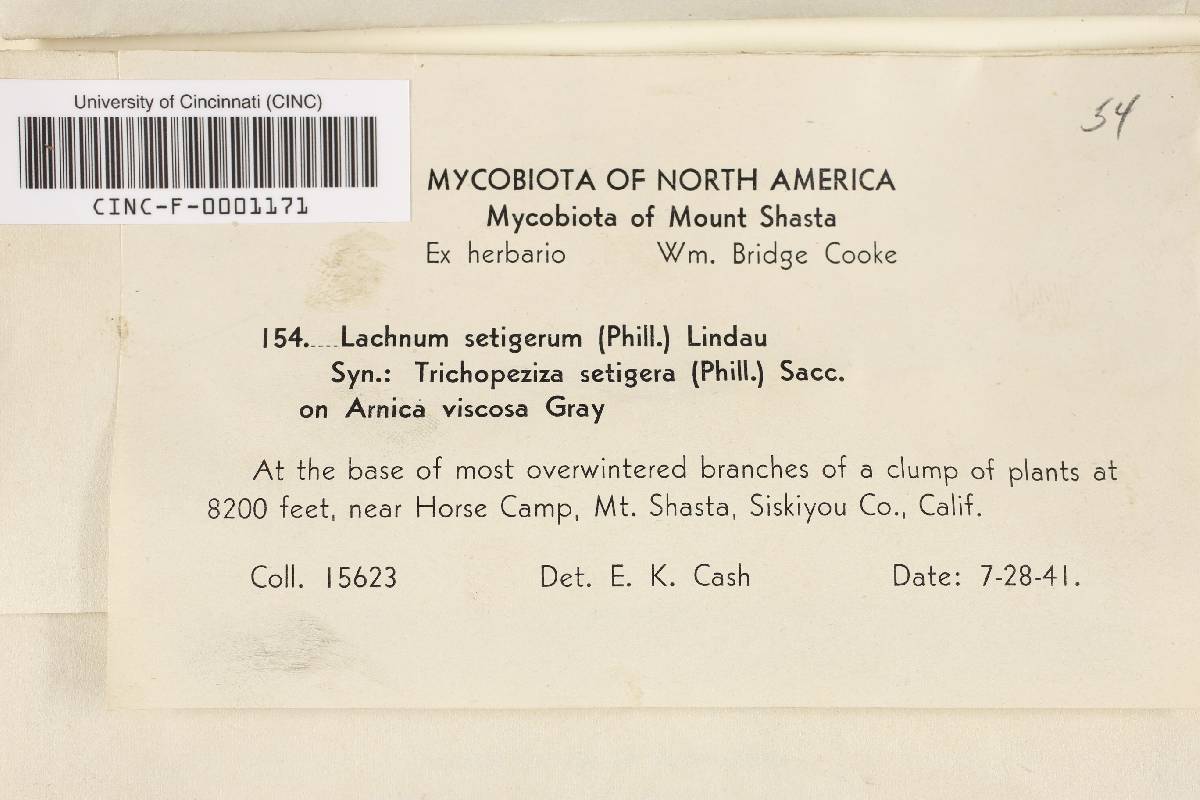 University of Cincinnati (CINC)
CINC-F-0001171
54
MYCOBIOTA OF NORTH AMERICA
Mycobiota of Mount Shasta
Ex herbario Wm. Bridge Cooke
154. Lachnum setigerum (Phill.) Lindau
Syn.: Trichopeziza setigera (Phill.) Sacc.
on Arnica viscosa Gray
At the base of most overwintered branches of a clump of plants at
8200 feet, near Horse Camp, Mt. Shasta, Siskiyou Co., Calif.
Coll. 15623 Det. E. K. Cash Date: 7-28-41.